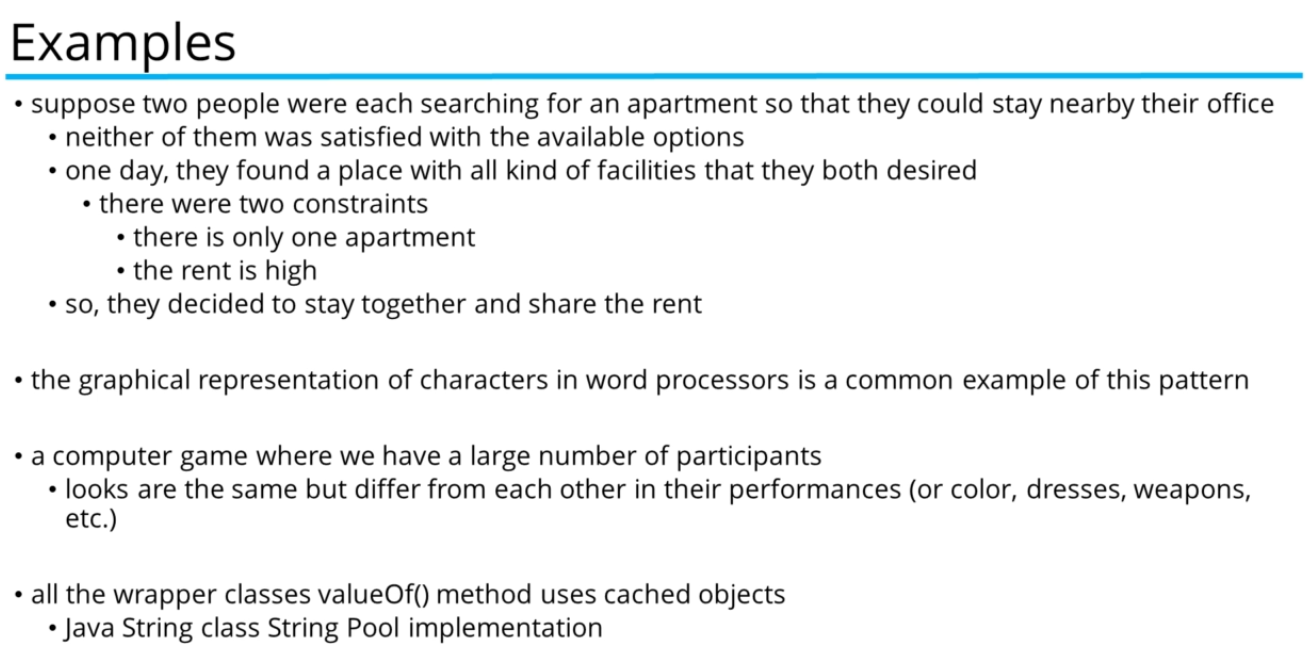 Examples
• suppose two people were each searching for an apartment so that they could stay nearby their office
• neither of them was satisfied with the available options
• one day, they found a place with all kind of facilities that they both desired
• there were two constraints
• there is only one apartment
• the rent is high
• so, they decided to stay together and share the rent
• the graphical representation of characters in word processors is a common example of this pattern
• a computer game where we have a large number of participants
• looks are the same but differ from each other in their performances (or color, dresses, weapons,
etc.)
• all the wrapper classes valueOf() method uses cached objects
• Java String class String Pool implementation